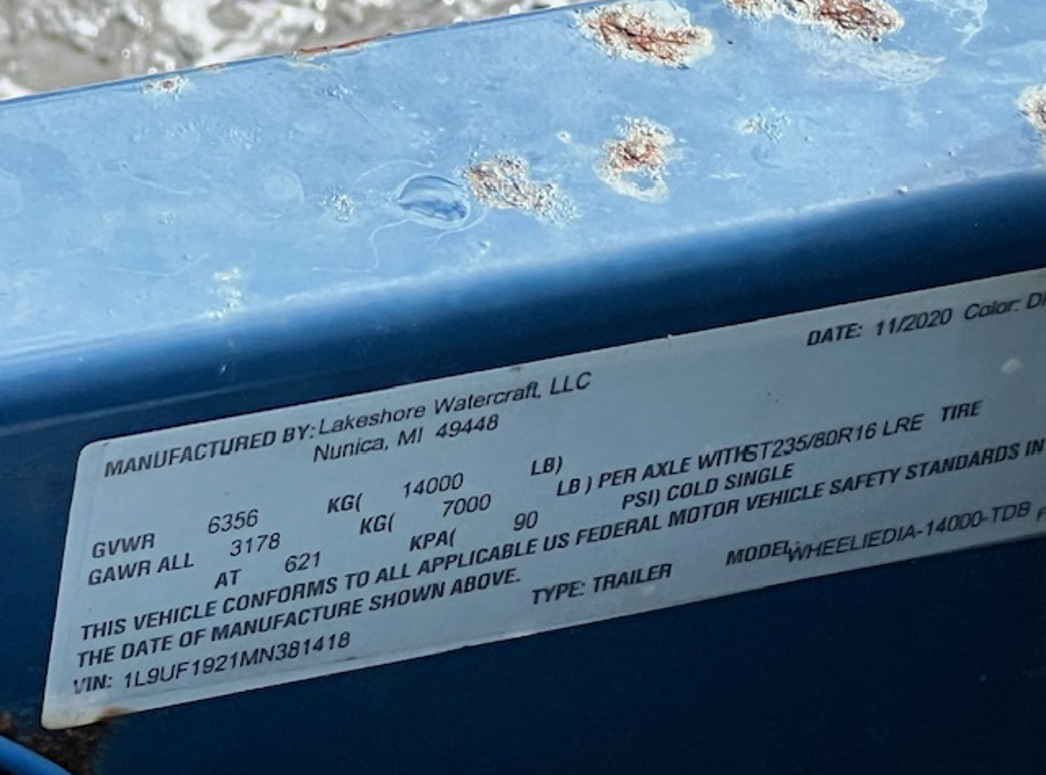 DATE: 11/2020 Color:
MANUFACTURED BY: Lakeshore Watercraft, LLC
Nunica, MI 49448
GVWR 6356 KG( 14000 LB)
GAWR ALL 3178 KG( 7000 LB ) PER AXLE WITH ST235/80R16 LRE TIRE
AT 621 KPA( 90 PSI) COLD SINGLE
THIS VEHICLE CONFORMS TO ALL APPLICABLE US FEDERAL MOTOR VEHICLE SAFETY STANDARDS IN
THE DATE OF MANUFACTURE SHOWN ABOVE.
VIN: 1L9UF1921MN381418 TYPE: TRAILER MODEL: WHEELIEDIA-14000-TDB